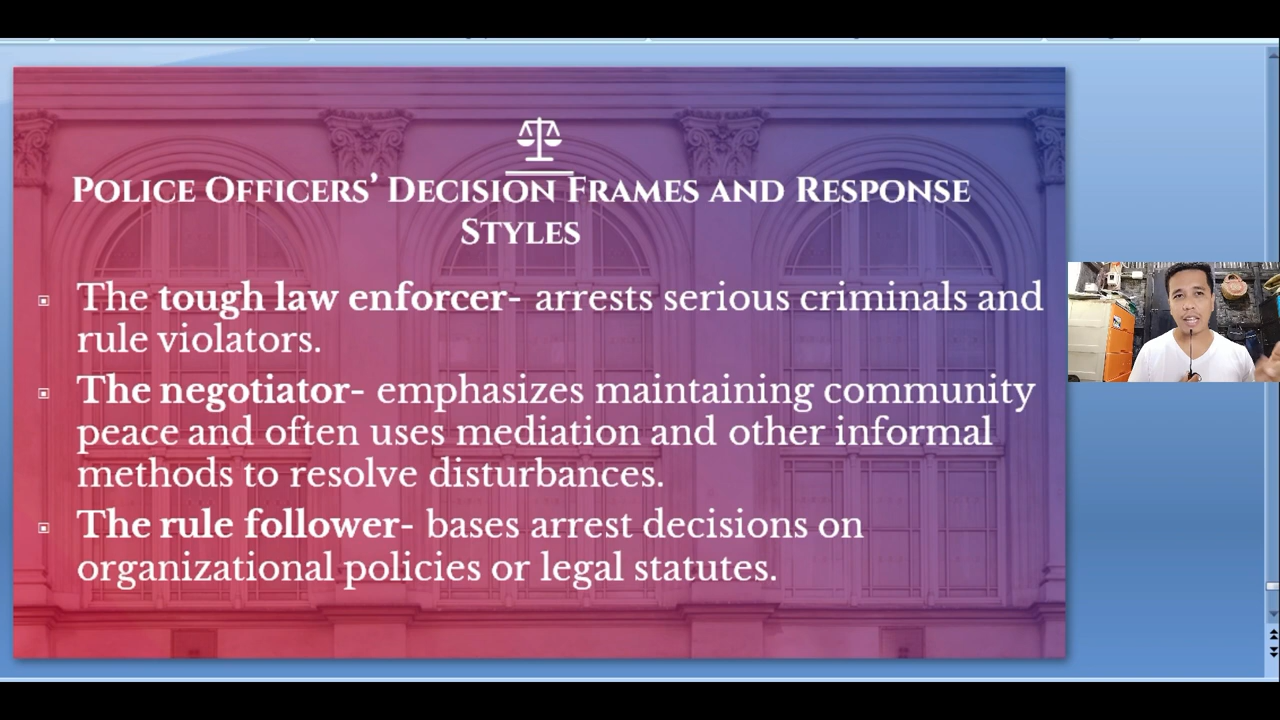 Police Officers' Decision Frames and Response
Styles
The tough law enforcer- arrests serious criminals and
rule violators.
The negotiator- emphasizes maintaining community
peace and often uses mediation and other informal
methods to resolve disturbances.
The rule follower- bases arrest decisions on
organizational policies or legal statutes.